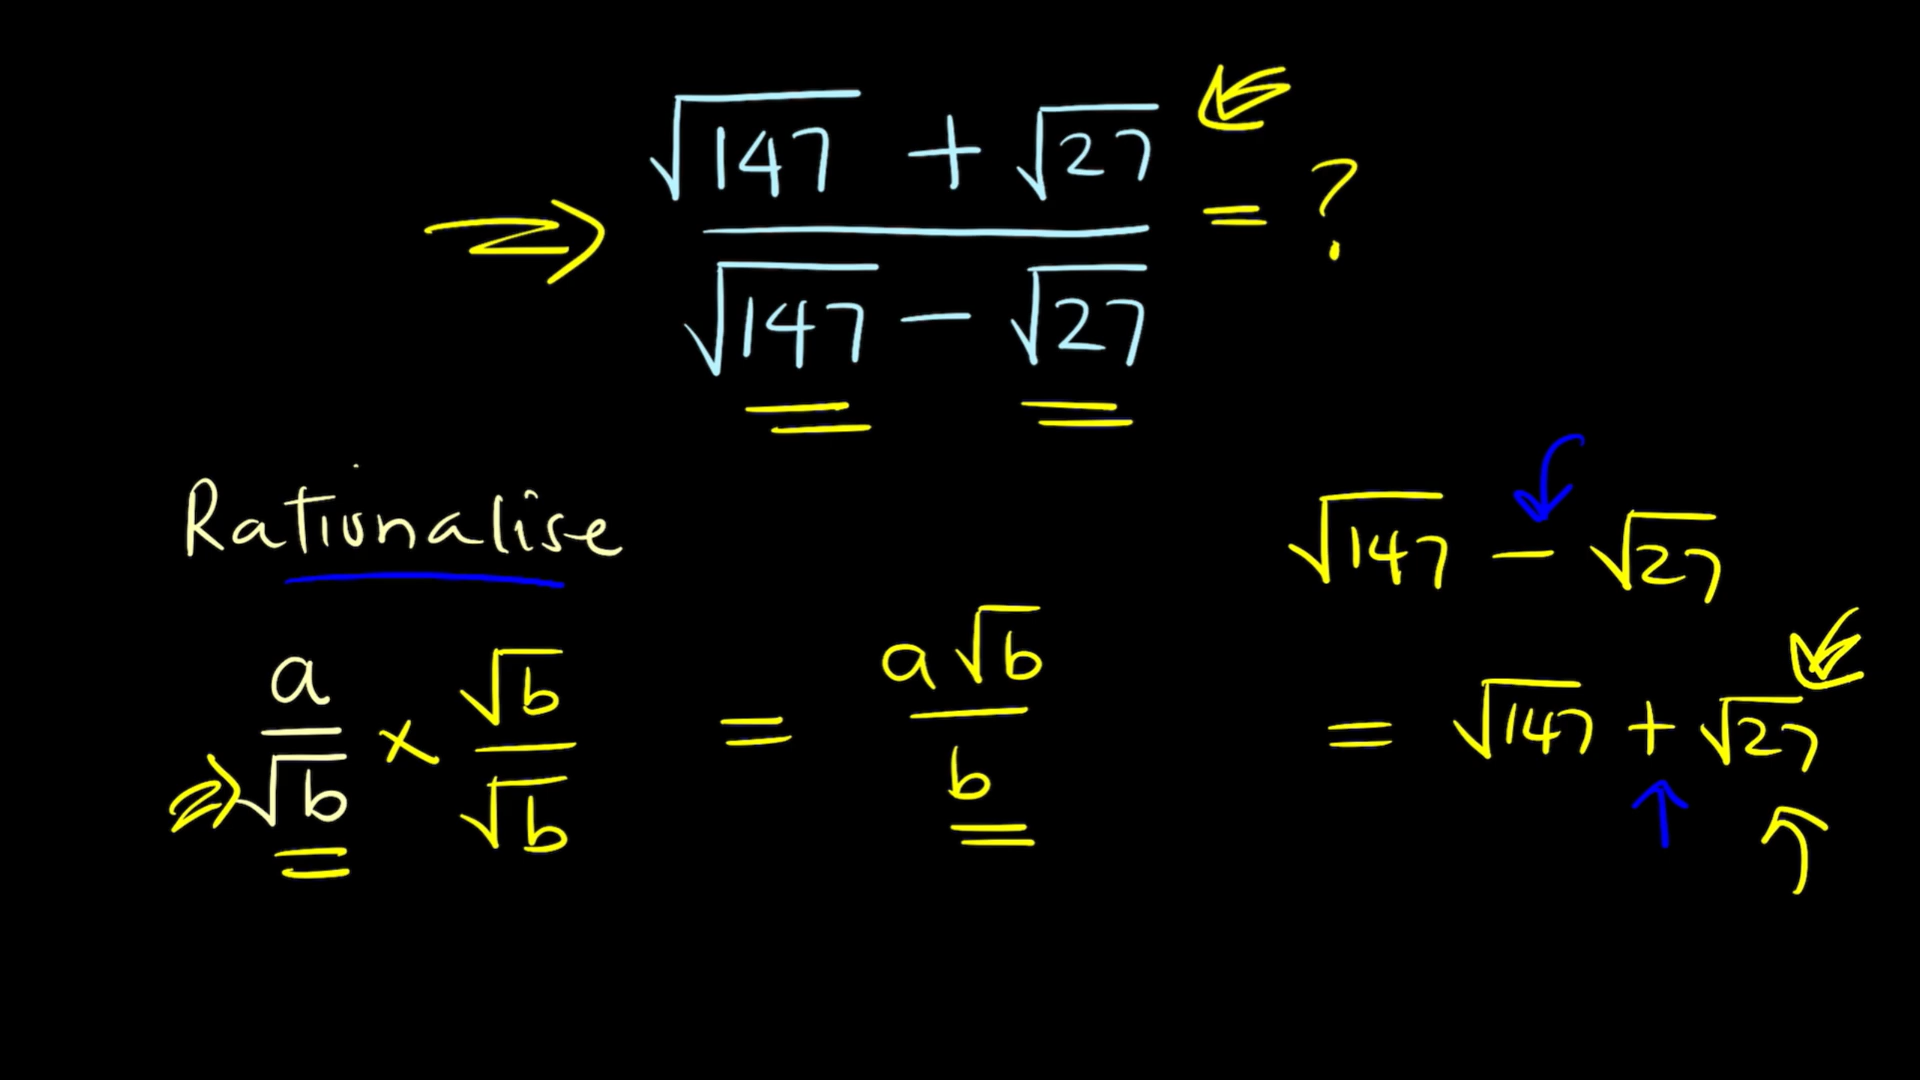 √147 + √27
= ?
√147 − √27
Rationalise
√147 − √27
a/√b × √b/√b = a√b/b
= √147 + √27